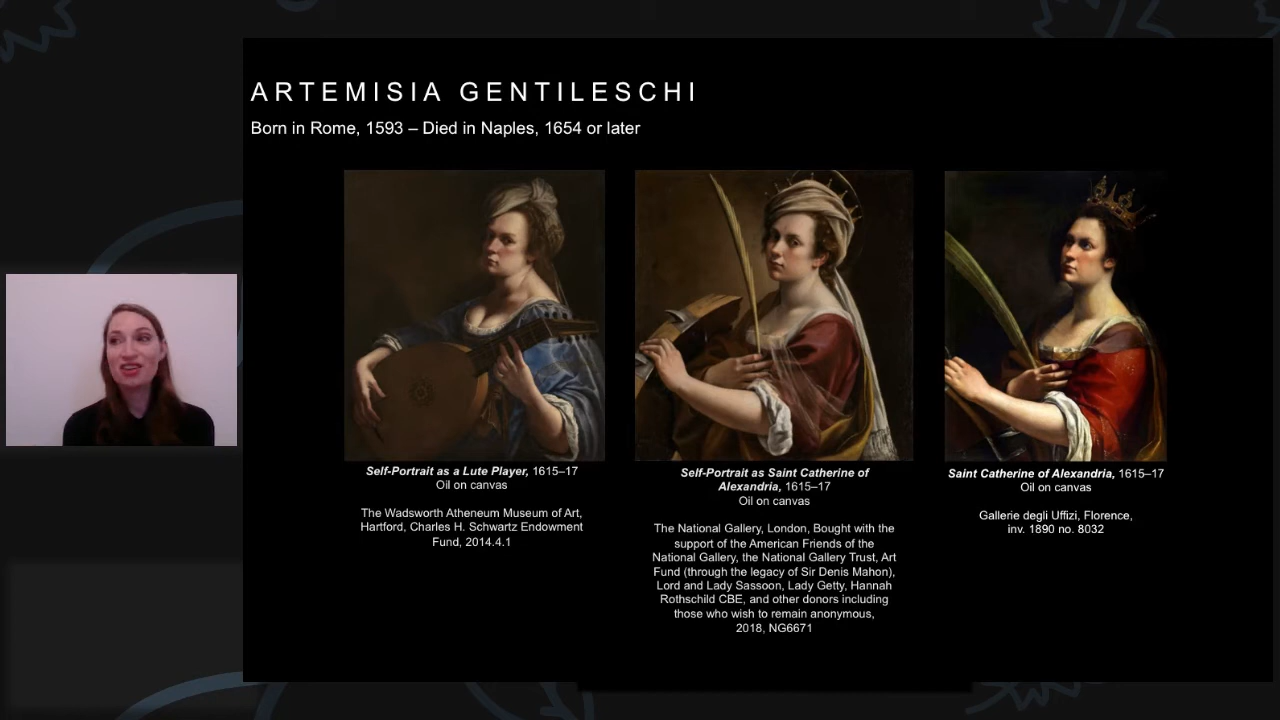 ARTEMISIA GENTILESCHI
Born in Rome, 1593 – Died in Naples, 1654 or later
Self-Portrait as a Lute Player, 1615–17
Oil on canvas
The Wadsworth Atheneum Museum of Art,
Hartford, Charles H. Schwartz Endowment
Fund, 2014.4.1
Self-Portrait as Saint Catherine of
Alexandria, 1615–17
Oil on canvas
The National Gallery, London, Bought with the
support of the American Friends of the
National Gallery, the National Gallery Trust, Art
Fund (through the legacy of Sir Denis Mahon),
Lord and Lady Sassoon, Lady Getty, Hannah
Rothschild CBE, and other donors including
those who wish to remain anonymous,
2018, NG6671
Saint Catherine of Alexandria, 1615–17
Oil on canvas
Gallerie degli Uffizi, Florence,
inv. 1890 no. 8032